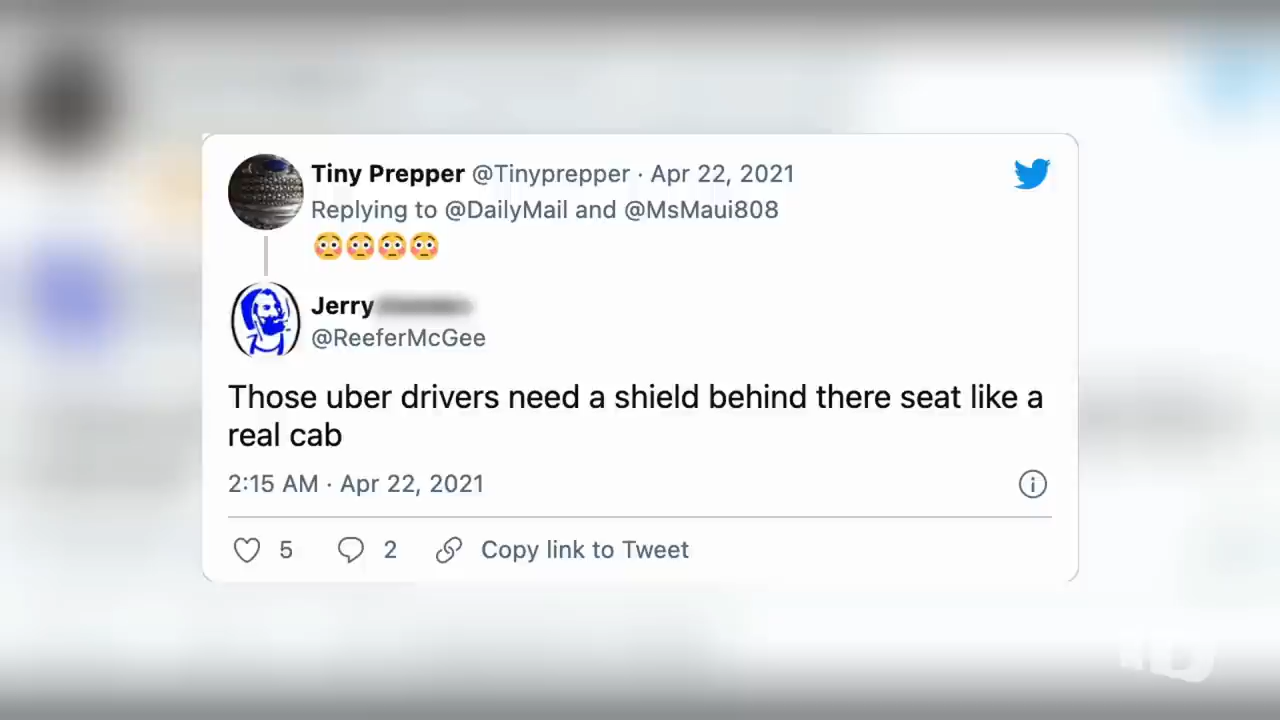 Tiny Prepper @Tinyprepper · Apr 22, 2021
Replying to @DailyMail and @MsMaui808
😳😳😳😳
Jerry
@ReeferMcGee
Those uber drivers need a shield behind there seat like a
real cab
2:15 AM · Apr 22, 2021
5 2 Copy link to Tweet
ID